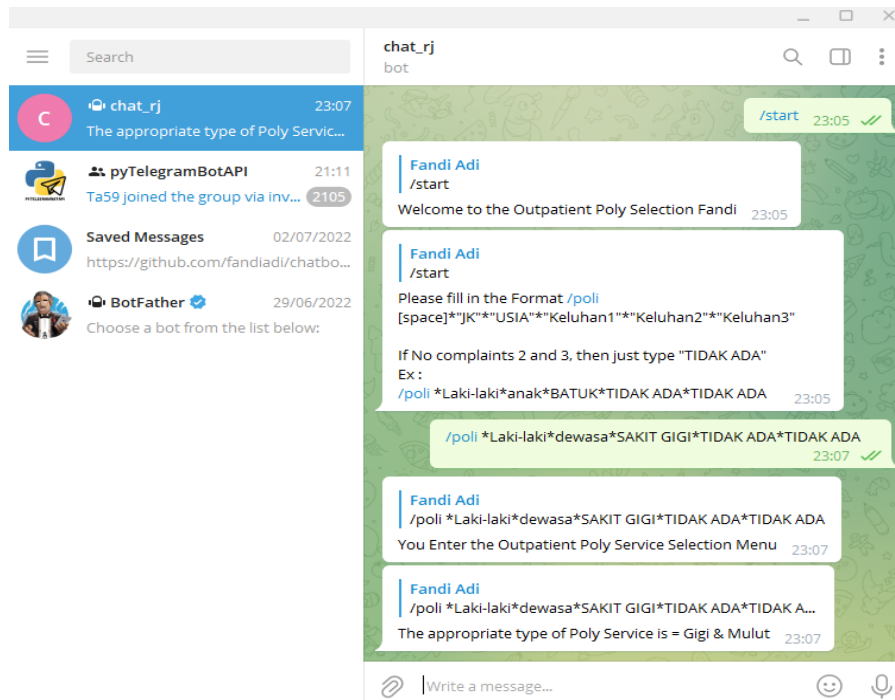 Search
chat_rj
23:07
The appropriate type of Poly Servic...
pyTelegramBotAPI
21:11
Ta59 joined the group via inv...
2105
Saved Messages
02/07/2022
https://github.com/fandiadi/chatbo...
BotFather
29/06/2022
Choose a bot from the list below:
C
PYTELEGRAMBOTAPI
chat_rj
bot
/start 23:05
Fandi Adi
/start
Welcome to the Outpatient Poly Selection Fandi 23:05
Fandi Adi
/start
Please fill in the Format /poli
[space]*"JK"*"USIA"*"Keluhan1"*"Keluhan2"*"Keluhan3"
If No complaints 2 and 3, then just type "TIDAK ADA"
Ex :
/poli *Laki-laki*anak*BATUK*TIDAK ADA*TIDAK ADA 23:05
/poli *Laki-laki*dewasa*SAKIT GIGI*TIDAK ADA*TIDAK ADA
23:07
Fandi Adi
/poli *Laki-laki*dewasa*SAKIT GIGI*TIDAK ADA*TIDAK ADA
You Enter the Outpatient Poly Service Selection Menu 23:07
Fandi Adi
/poli *Laki-laki*dewasa*SAKIT GIGI*TIDAK ADA*TIDAK A...
The appropriate type of Poly Service is = Gigi & Mulut 23:07
Write a message...